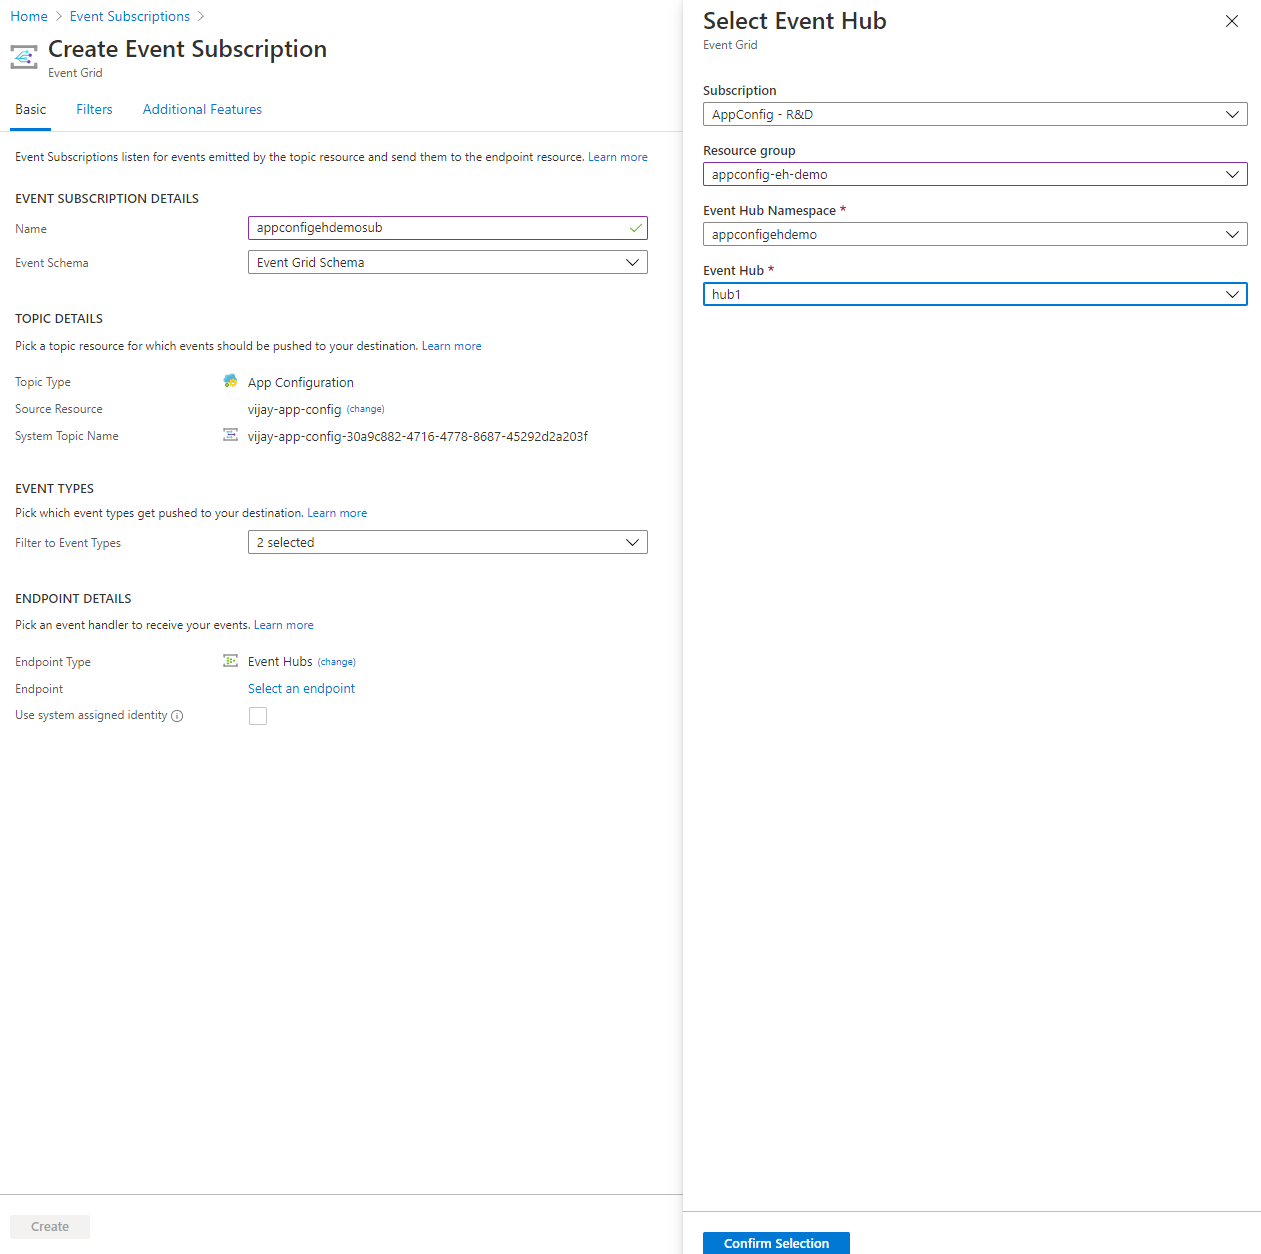 Home > Event Subscriptions >
Create Event Subscription
Event Grid
Basic Filters Additional Features
Event Subscriptions listen for events emitted by the topic resource and send them to the endpoint resource. Learn more
EVENT SUBSCRIPTION DETAILS
Name appconfigehdemosub
Event Schema Event Grid Schema
TOPIC DETAILS
Pick a topic resource for which events should be pushed to your destination. Learn more
Topic Type App Configuration
Source Resource vijay-app-config (change)
System Topic Name vijay-app-config-30a9c882-4716-4778-8687-45292d2a203f
EVENT TYPES
Pick which event types get pushed to your destination. Learn more
Filter to Event Types 2 selected
ENDPOINT DETAILS
Pick an event handler to receive your events. Learn more
Endpoint Type Event Hubs (change)
Endpoint Select an endpoint
Use system assigned identity
Create
Select Event Hub
Event Grid
Subscription
AppConfig - R&D
Resource group
appconfig-eh-demo
Event Hub Namespace *
appconfigehdemo
Event Hub *
hub1
Confirm Selection